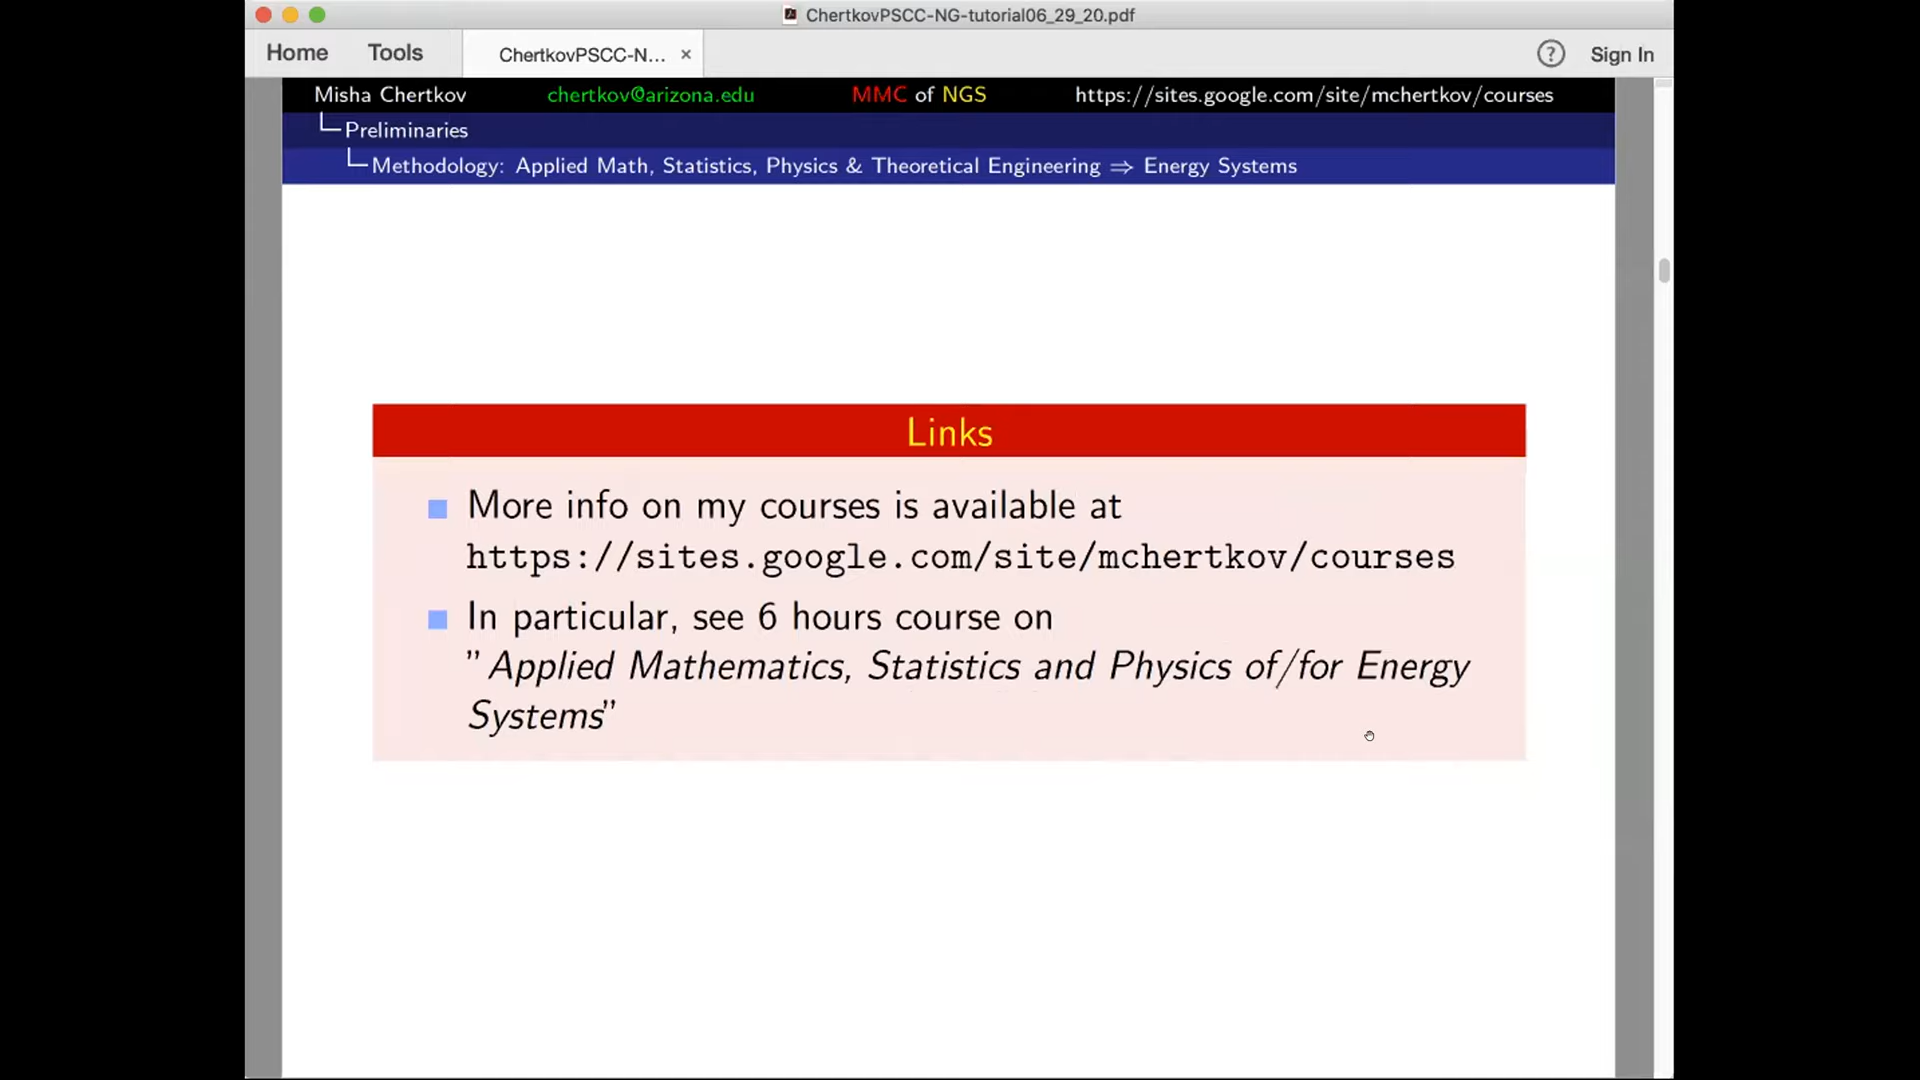 ChertkovPSCC-NG-tutorial06_29_20.pdf
Home Tools ChertkovPSCC-N... × ? Sign In
Misha Chertkov chertkov@arizona.edu MMC of NGS https://sites.google.com/site/mchertkov/courses
Preliminaries
Methodology: Applied Math, Statistics, Physics & Theoretical Engineering ⇒ Energy Systems
Links
More info on my courses is available at
https://sites.google.com/site/mchertkov/courses
In particular, see 6 hours course on
"Applied Mathematics, Statistics and Physics of/for Energy
Systems"